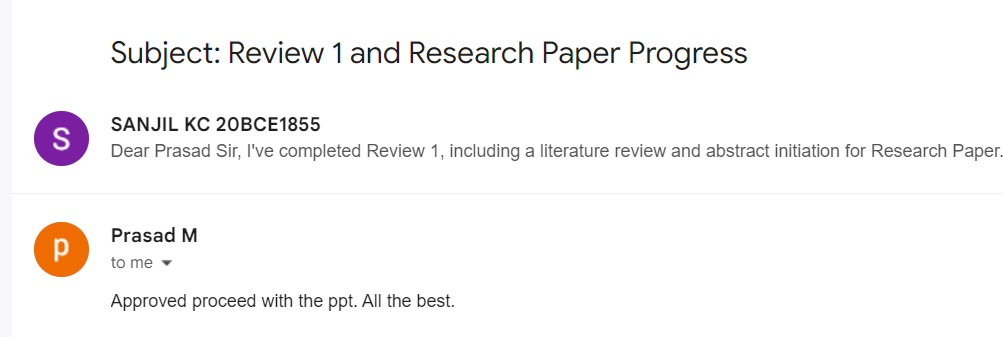 Subject: Review 1 and Research Paper Progress
S
SANJIL KC 20BCE1855
Dear Prasad Sir, I've completed Review 1, including a literature review and abstract initiation for Research Paper.
p
Prasad M
to me
Approved proceed with the ppt. All the best.